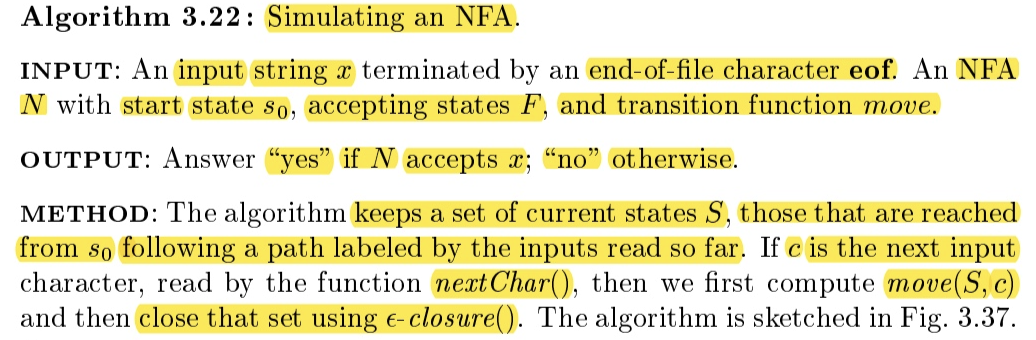 Algorithm 3.22: Simulating an NFA.
INPUT: An input string x terminated by an end-of-file character eof. An NFA
N with start state s₀, accepting states F, and transition function move.
OUTPUT: Answer “yes” if N accepts x; “no” otherwise.
METHOD: The algorithm keeps a set of current states S, those that are reached
from s₀ following a path labeled by the inputs read so far. If c is the next input
character, read by the function nextChar(), then we first compute move(S,c)
and then close that set using ϵ-closure(). The algorithm is sketched in Fig. 3.37.